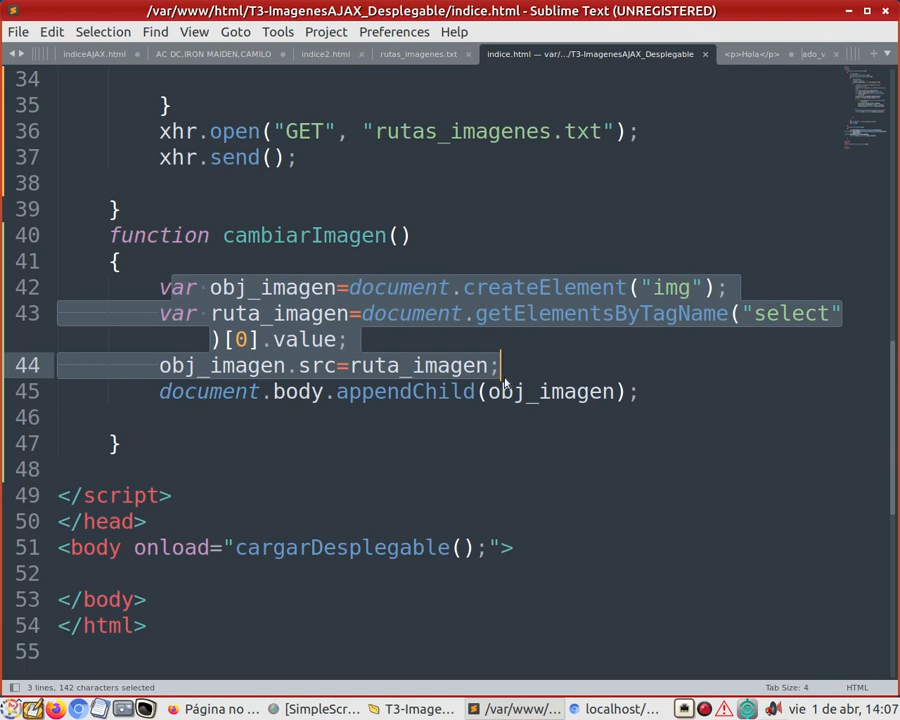 /var/www/html/T3-ImagenesAJAX_Desplegable/indice.html - Sublime Text (UNREGISTERED)
File Edit Selection Find View Goto Tools Project Preferences Help
indiceAJAX.html AC DC,IRON MAIDEN,CAMILO indice2.html rutas_imagenes.txt indice.html — var/.../T3-ImagenesAJAX_Desplegable <p>Hola</p> ado_v
34
35 }
36 xhr.open("GET", "rutas_imagenes.txt");
37 xhr.send();
38
39 }
40 function cambiarImagen()
41 {
42 var obj_imagen=document.createElement("img");
43 var ruta_imagen=document.getElementsByTagName("select"
)[0].value;
44 obj_imagen.src=ruta_imagen;
45 document.body.appendChild(obj_imagen);
46
47 }
48
49 </script>
50 </head>
51 <body onload="cargarDesplegable();">
52
53 </body>
54 </html>
55
3 lines, 142 characters selected Tab Size: 4 HTML
Página no ... [SimpleScr... T3-Image... /var/www/... localhost/... vie 1 de abr, 14:07